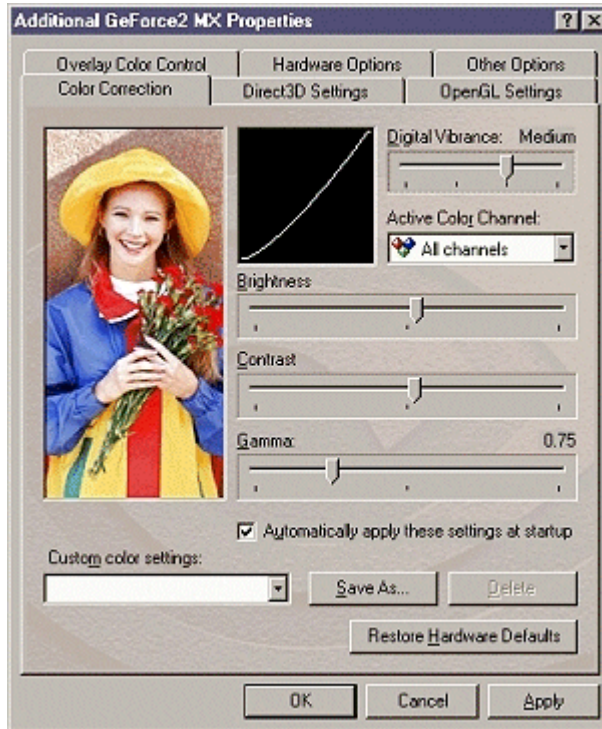 Additional GeForce2 MX Properties
Overlay Color Control
Hardware Options
Other Options
Color Correction
Direct3D Settings
OpenGL Settings
Digital Vibrance: Medium
Active Color Channel:
All channels
Brightness
Contrast
Gamma: 0.75
Automatically apply these settings at startup
Custom color settings:
Save As...
Delete
Restore Hardware Defaults
OK
Cancel
Apply